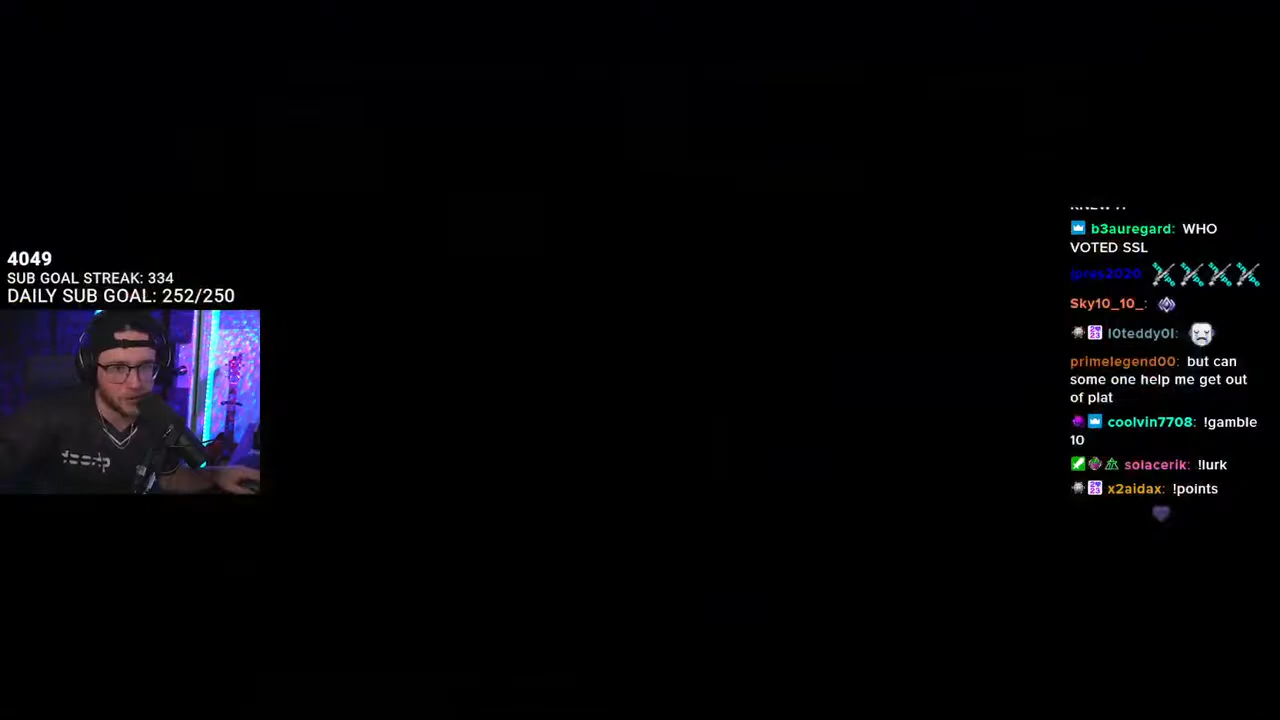 4049
SUB GOAL STREAK: 334
DAILY SUB GOAL: 252/250
b3auregard: WHO
VOTED SSL
jpres2020:
Sky10_10_:
l0teddy0l:
primelegend00: but can
some one help me get out
of plat
coolvin7708: !gamble
10
solacerik: !lurk
x2aidax: !points